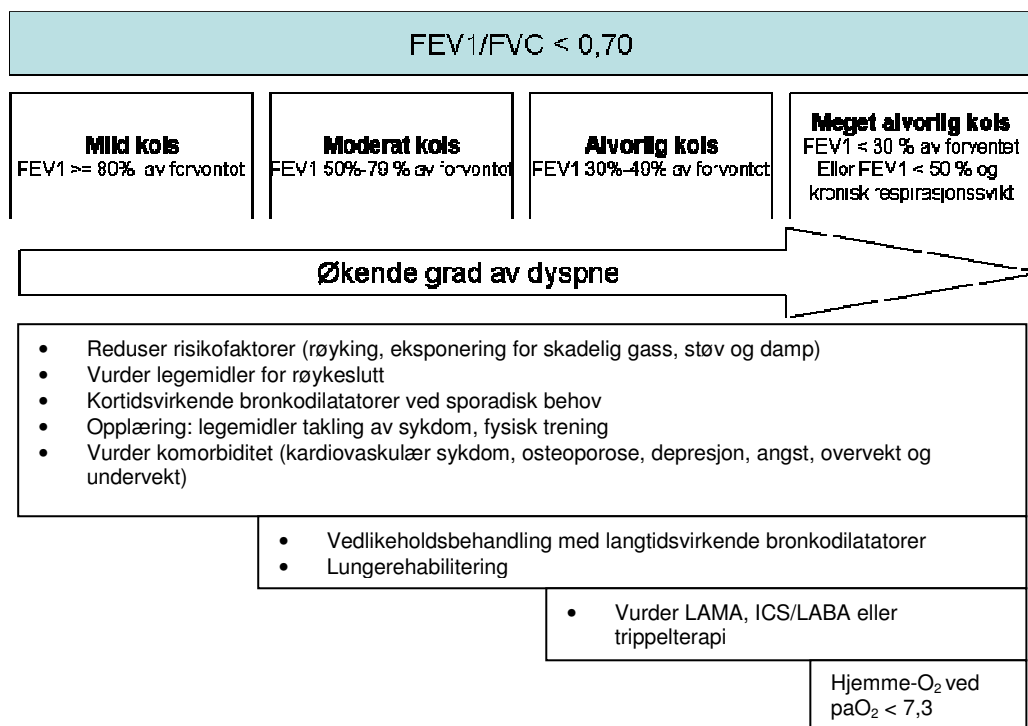 FEV1/FVC < 0,70
Mild kols
FEV1 >= 80% av forventet
Moderat kols
FEV1 50%-79 % av forventet
Alvorlig kols
FEV1 30%-49% av forventet
Meget alvorlig kols
FEV1 < 30 % av forventet
Eller FEV1 < 50 % og
kronisk respirasjonssvikt
Økende grad av dyspne
• Reduser risikofaktorer (røyking, eksponering for skadelig gass, støv og damp)
• Vurder legemidler for røykeslutt
• Kortidsvirkende bronkodilatatorer ved sporadisk behov
• Opplæring: legemidler takling av sykdom, fysisk trening
• Vurder komorbiditet (kardiovaskulær sykdom, osteoporose, depresjon, angst, overvekt og
undervekt)
• Vedlikeholdsbehandling med langtidsvirkende bronkodilatatorer
• Lungerehabilitering
• Vurder LAMA, ICS/LABA eller
trippelterapi
Hjemme-O₂ ved
paO₂ < 7,3